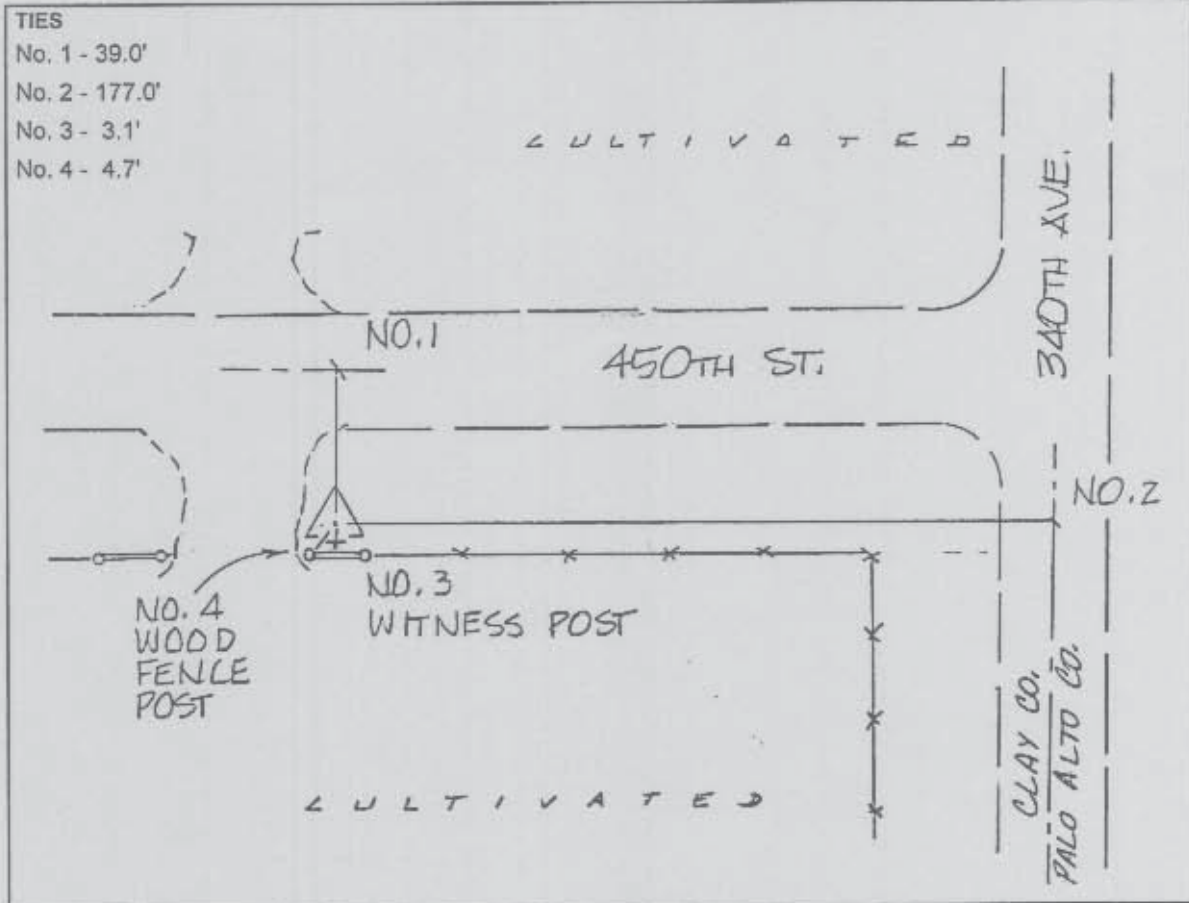 TIES
No. 1 - 39.0'
No. 2 - 177.0'
No. 3 - 3.1'
No. 4 - 4.7'
CULTIVATED
340TH AVE.
NO.1
450TH ST.
NO.2
NO.3
WITNESS POST
NO.4
WOOD
FENCE
POST
CULTIVATED
CLAY CO.
PALO ALTO CO.